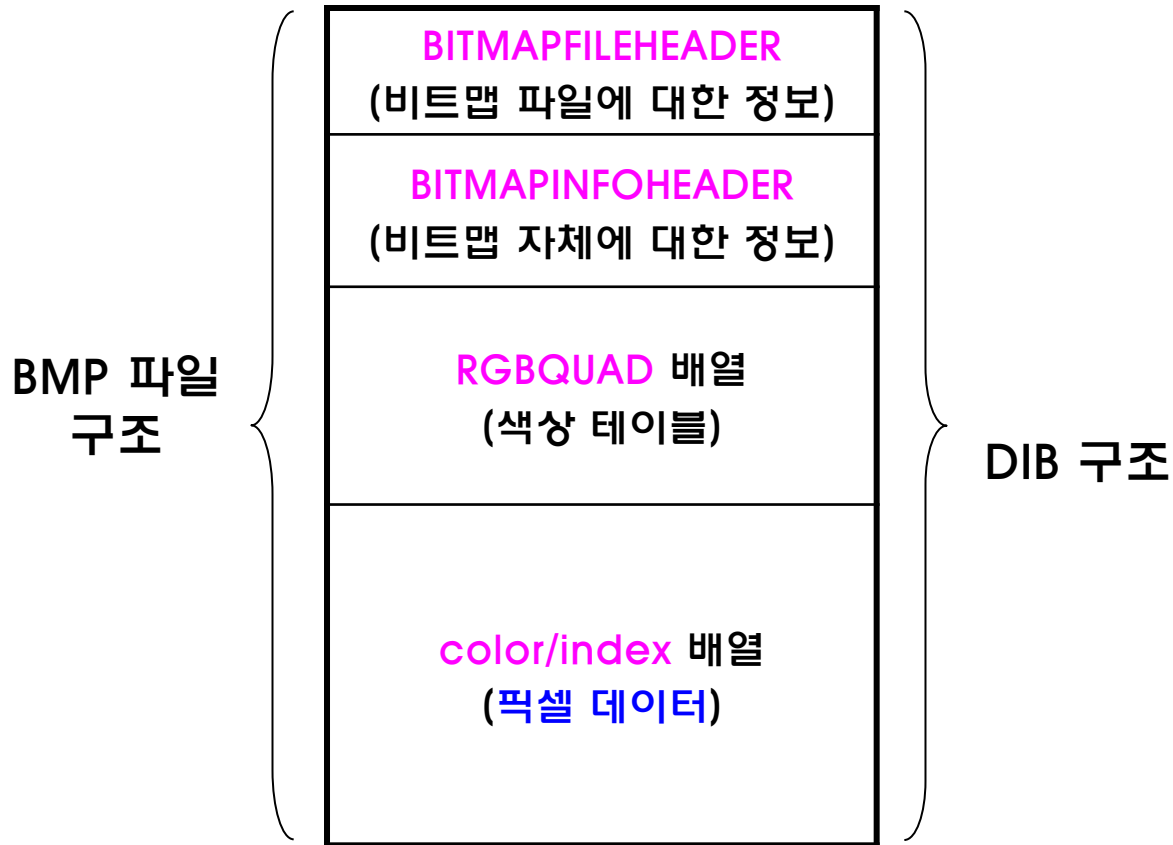 BITMAPFILEHEADER
(비트맵 파일에 대한 정보)
BITMAPINFOHEADER
(비트맵 자체에 대한 정보)
BMP 파일
구조
RGBQUAD 배열
(색상 테이블)
DIB 구조
color/index 배열
(픽셀 데이터)